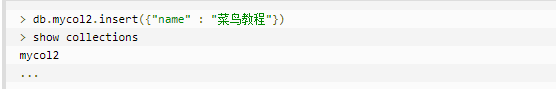 > db.mycol2.insert({"name" : "菜鸟教程"})
> show collections
mycol2
...